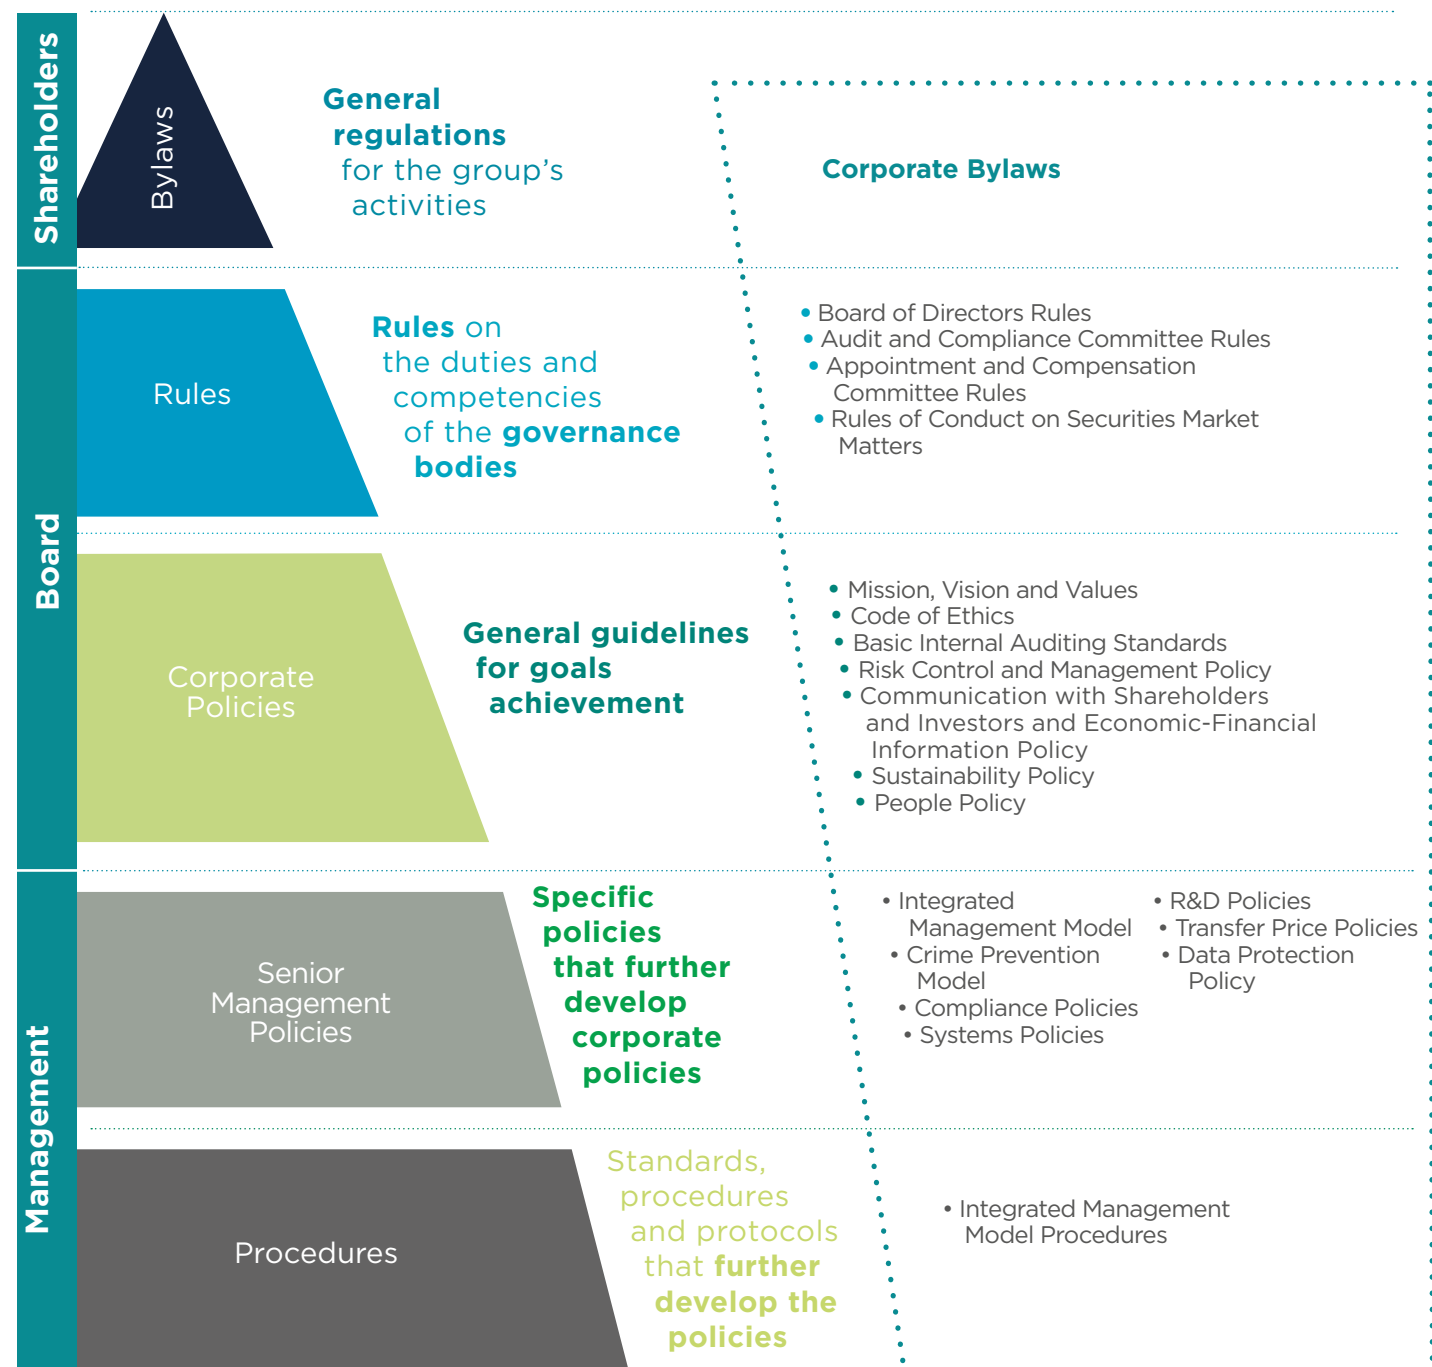 Shareholders
Bylaws
General
regulations
for the group’s
activities
Corporate Bylaws
Board
Rules
Rules on
the duties and
competencies
of the governance
bodies
• Board of Directors Rules
• Audit and Compliance Committee Rules
• Appointment and Compensation
Committee Rules
• Rules of Conduct on Securities Market
Matters
Corporate
Policies
General guidelines
for goals
achievement
• Mission, Vision and Values
• Code of Ethics
• Basic Internal Auditing Standards
• Risk Control and Management Policy
• Communication with Shareholders
and Investors and Economic-Financial
Information Policy
• Sustainability Policy
• People Policy
Management
Senior
Management
Policies
Specific
policies
that further
develop
corporate
policies
• Integrated
Management Model
• Crime Prevention
Model
• Compliance Policies
• Systems Policies
• R&D Policies
• Transfer Price Policies
• Data Protection
Policy
Procedures
Standards,
procedures
and protocols
that further
develop the
policies
• Integrated Management
Model Procedures